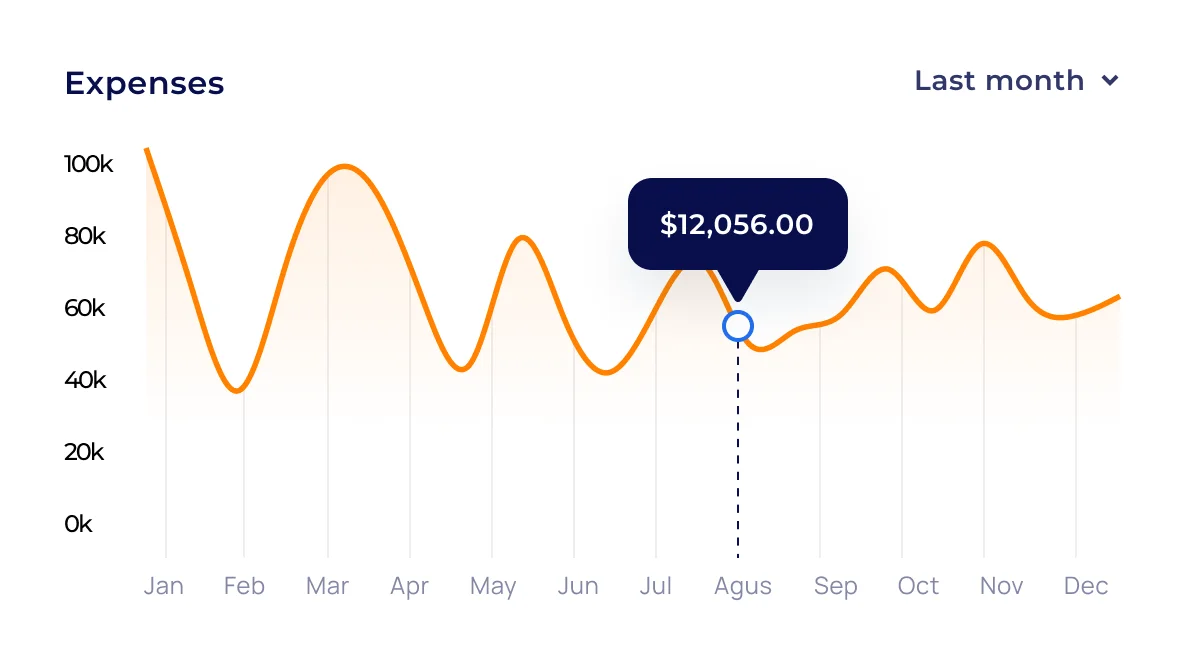 Expenses
Last month
100k
80k
60k
40k
20k
0k
$12,056.00
Jan Feb Mar Apr May Jun Jul Agus Sep Oct Nov Dec